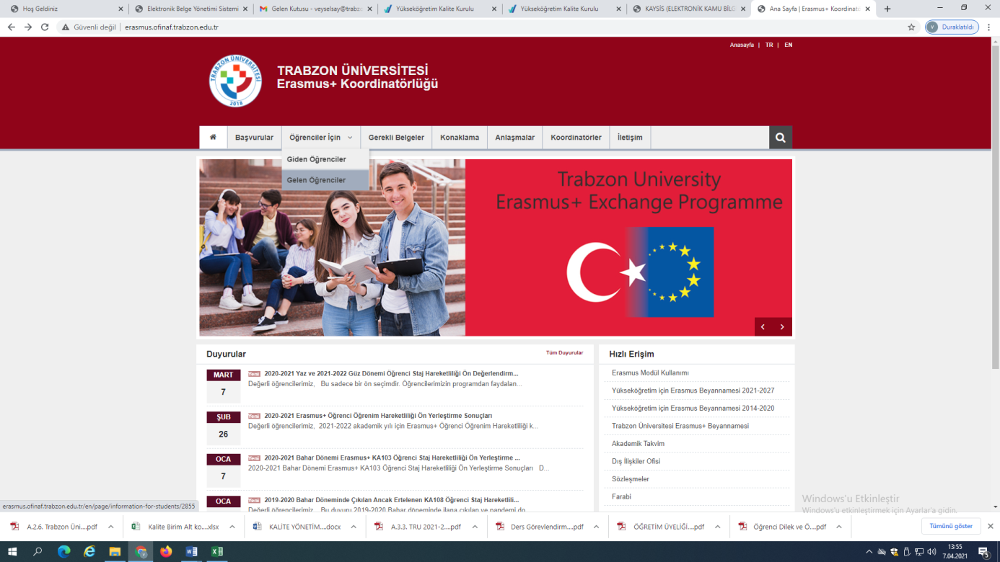 Hoş Geldiniz
Elektronik Belge Yönetimi Sistemi
Gelen Kutusu - veyselsay@trabzo
Yükseköğretim Kalite Kurulu
Yükseköğretim Kalite Kurulu
KAYSİS (ELEKTRONİK KAMU BİLG
Ana Sayfa | Erasmus+ Koordinatö
Güvenli değil
erasmus.ofinaf.trabzon.edu.tr
V Duraklatıldı
Anasayfa | TR | EN
TRABZON ÜNİVERSİTESİ
2018
TRABZON ÜNİVERSİTESİ
Erasmus+ Koordinatörlüğü
Başvurular
Öğrenciler İçin
Gerekli Belgeler
Konaklama
Anlaşmalar
Koordinatörler
İletişim
Giden Öğrenciler
Gelen Öğrenciler
Trabzon University
Erasmus+ Exchange Programme
Duyurular
Tüm Duyurular
MART
7
Yeni 2020-2021 Yaz ve 2021-2022 Güz Dönemi Öğrenci Staj Hareketliliği Ön Değerlendirm...
Değerli öğrencilerimiz, Bu sadece bir ön seçimdir. Öğrencilerimizin programdan faydalan...
ŞUB
26
Yeni 2020-2021 Erasmus+ Öğrenci Öğrenim Hareketliliği Ön Yerleştirme Sonuçları
Değerli öğrencilerimiz, 2021-2022 akademik yılı için Erasmus+ Öğrenci Öğrenim Hareketliliği k...
OCA
7
Yeni 2020-2021 Bahar Dönemi Erasmus+ KA103 Öğrenci Staj Hareketliliği Ön Yerleştirme ...
2020-2021 Bahar Dönemi Erasmus+ KA103 Öğrenci Staj Hareketliliği Ön Yerleştirme Sonuçları D...
OCA
Yeni 2019-2020 Bahar Döneminde Çıkılan Ancak Ertelenen KA108 Öğrenci Staj Hareketlili...
Değerli öğrencilerimiz, Bu duyuru 2019-2020 Bahar döneminde ilana çıkılan ve pandemi do
Hızlı Erişim
Erasmus Modül Kullanımı
Yükseköğretim için Erasmus Beyannamesi 2021-2027
Yükseköğretim için Erasmus Beyannamesi 2014-2020
Trabzon Üniversitesi Erasmus+ Beyannamesi
Akademik Takvim
Dış İlişkiler Ofisi
Sözleşmeler
Farabi
erasmus.ofinaf.trabzon.edu.tr/en/page/information-for-students/2855
Windows'u Etkinleştir
Windows'u etkinleştirmek için Ayarlar'a gidin.
A.2.6. Trabzon Üni....pdf
Kalite Birim Alt ko....xlsx
KALİTE YÖNETİM....docx
A.3.3. TRU 2021-2....pdf
Ders Görevlendirm....pdf
ÖĞRETİM ÜYELİĞİ....pdf
Öğrenci Dilek ve Ö....pdf
Tümünü göster
13:55
7.04.2021
5